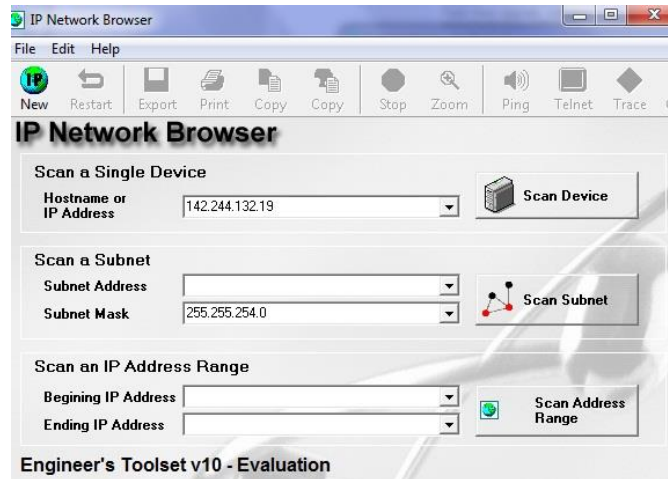 IP Network Browser
File Edit Help
New Restart Export Print Copy Copy Stop Zoom Ping Telnet Trace
IP Network Browser
Scan a Single Device
Hostname or
IP Address
142.244.132.19
Scan Device
Scan a Subnet
Subnet Address
Subnet Mask 255.255.254.0
Scan Subnet
Scan an IP Address Range
Begining IP Address
Ending IP Address
Scan Address
Range
Engineer's Toolset v10 - Evaluation